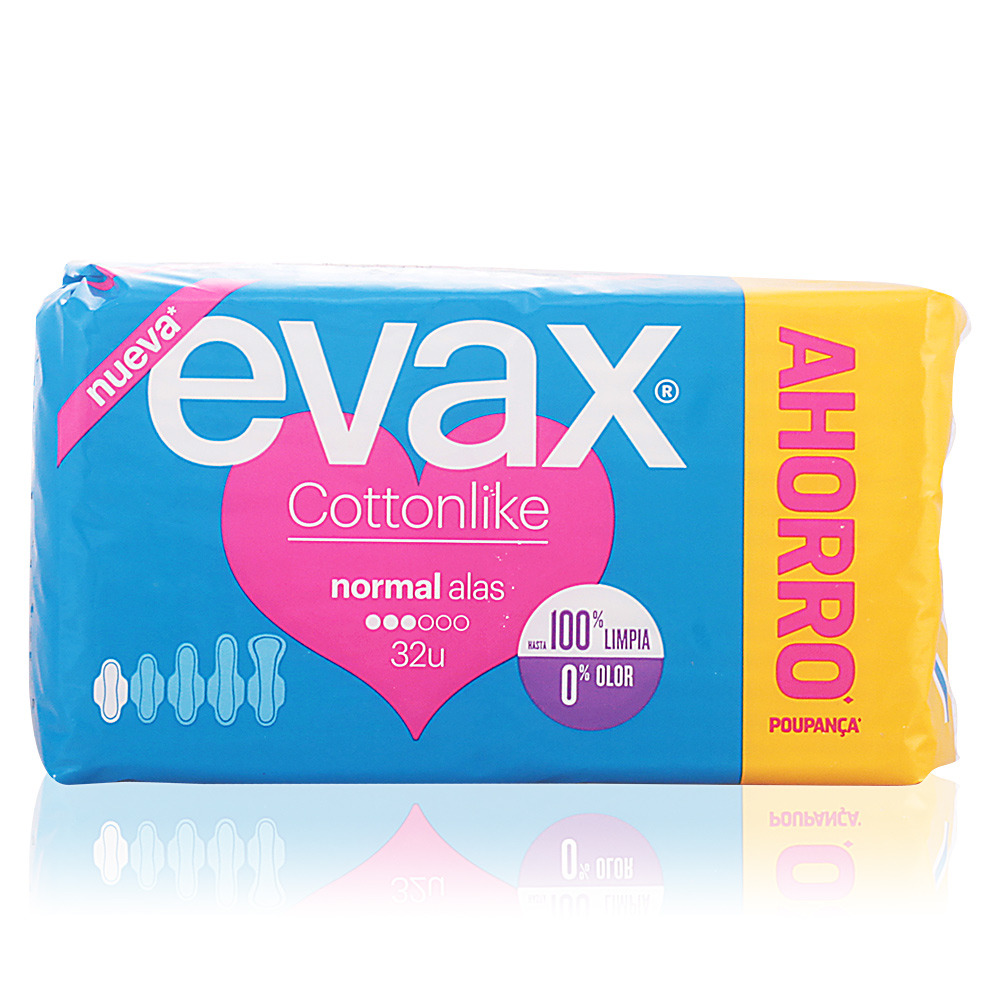 nueva*
evax®
Cottonlike
normal alas
32u
HASTA 100% LIMPIA
0% OLOR
AHORRO
POUPANÇA